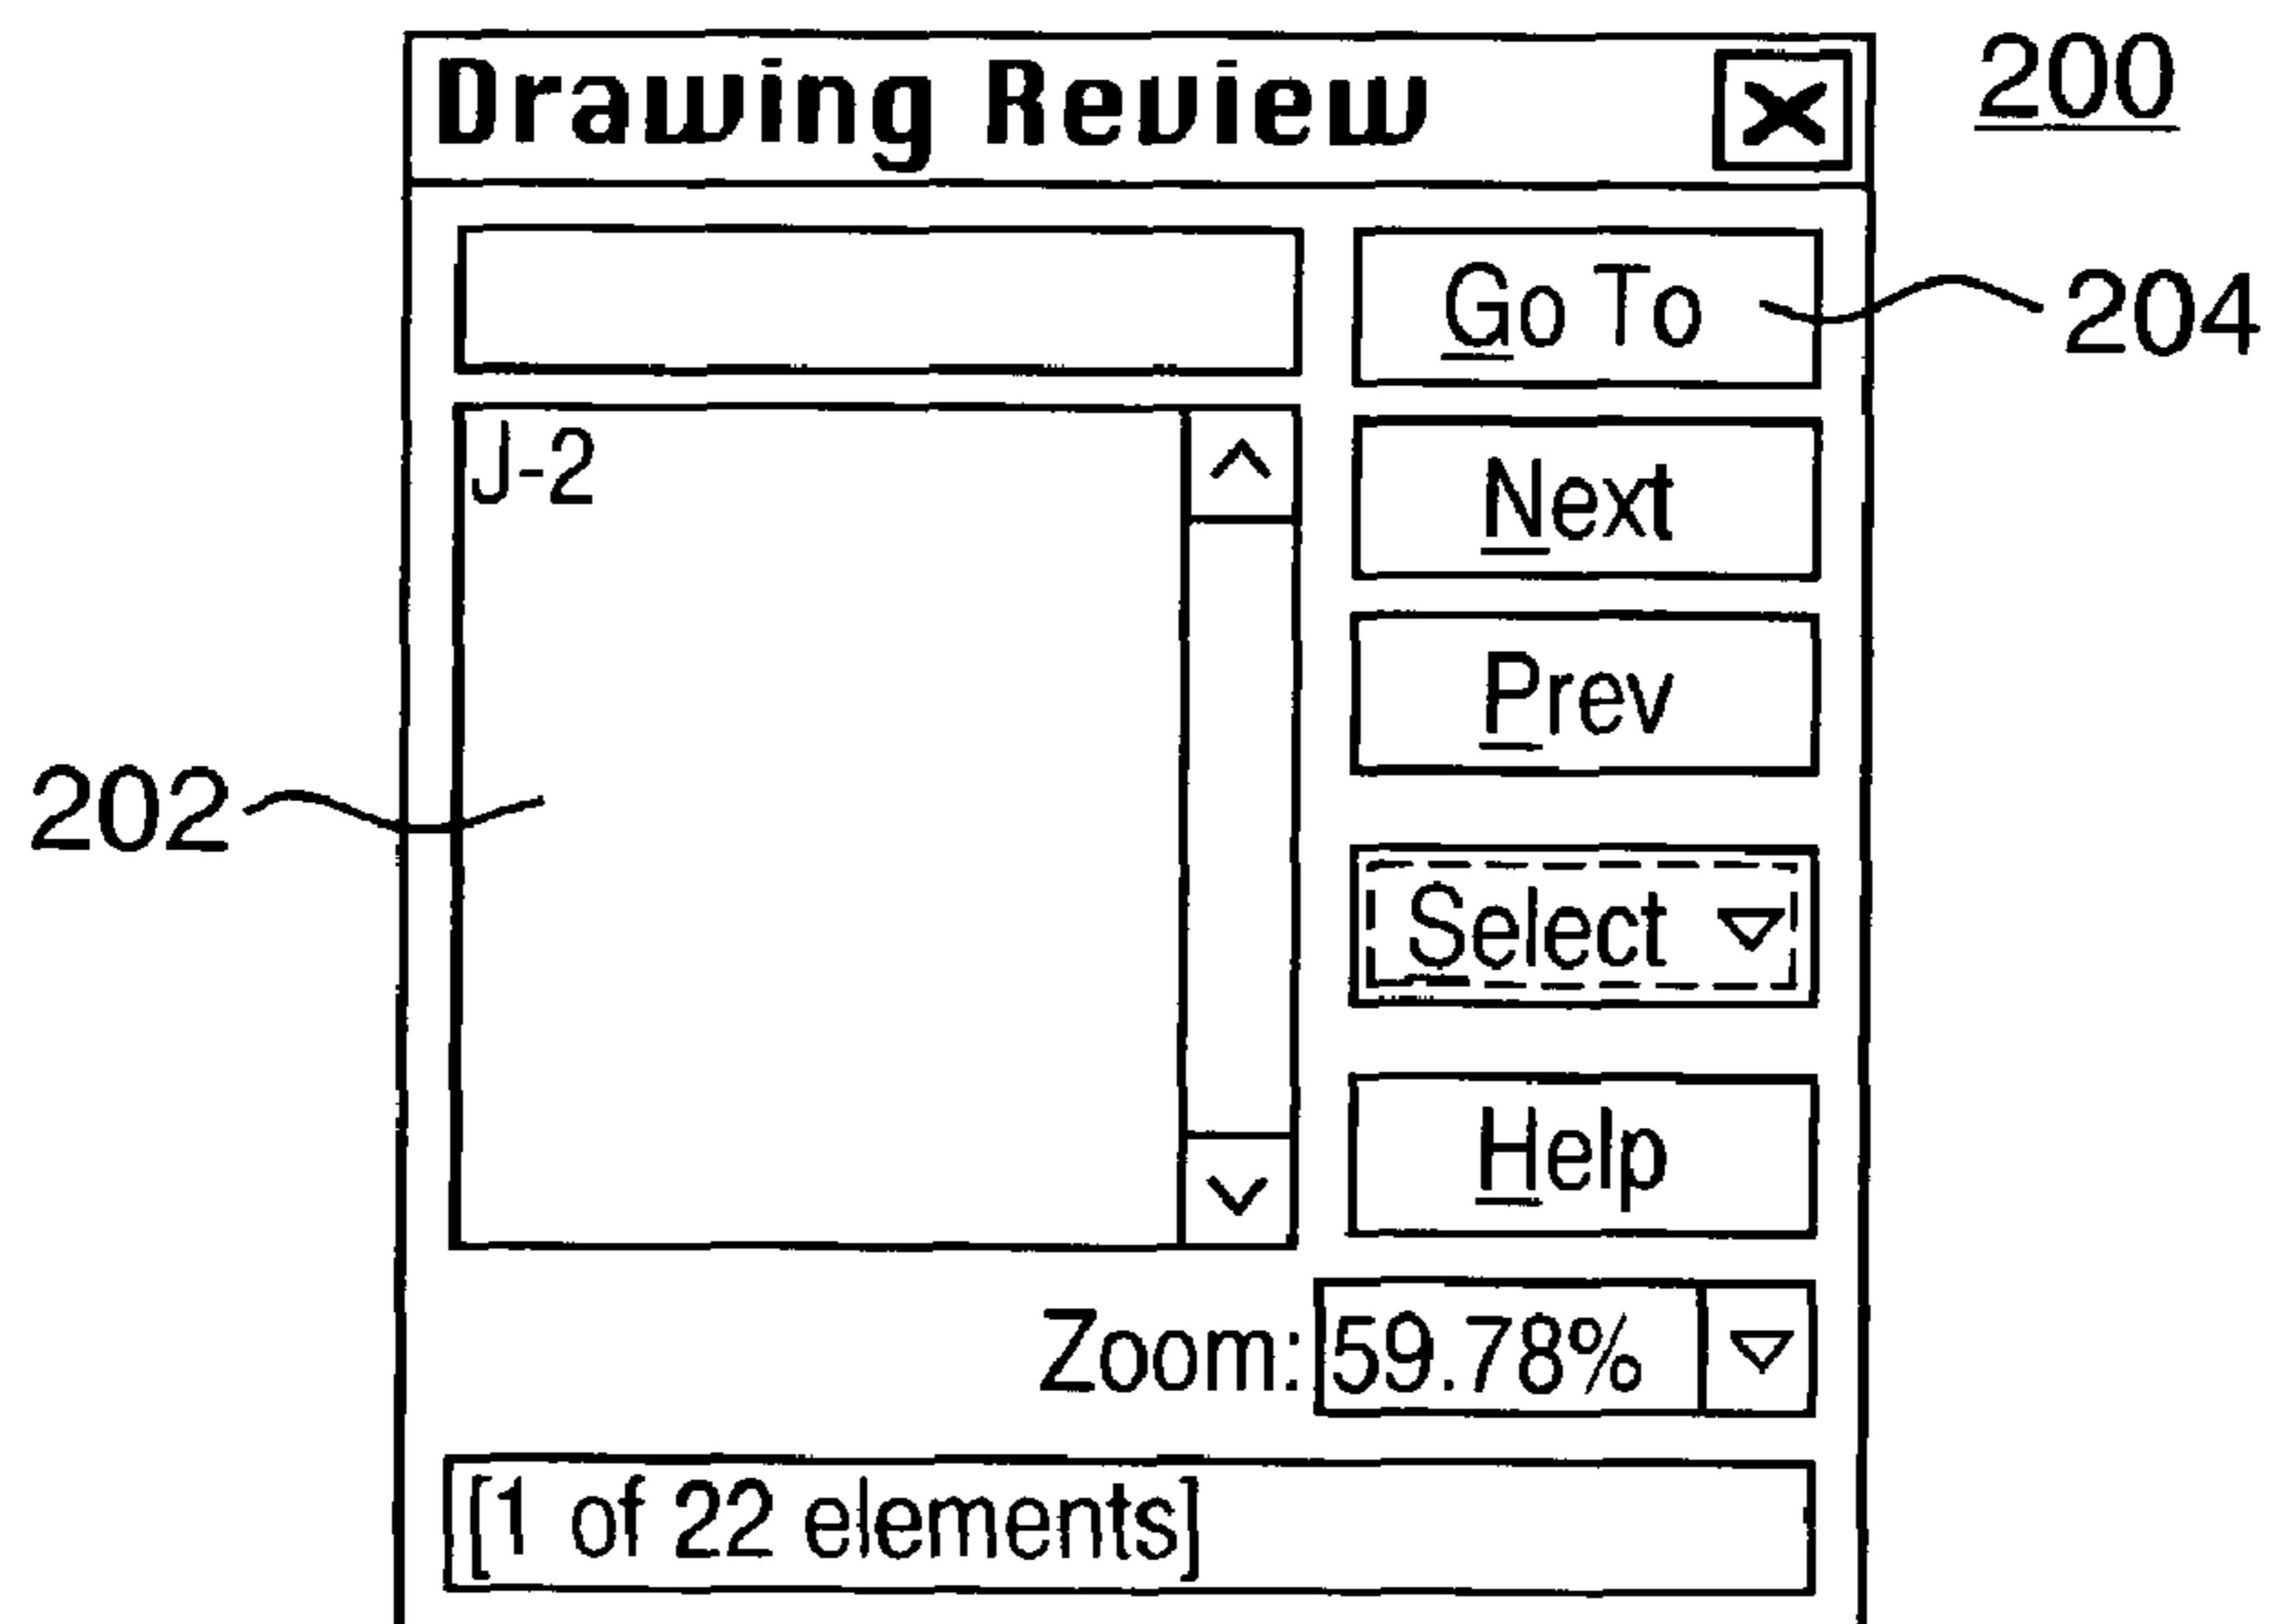 Drawing Review
200
Go To
204
J-2
Next
Prev
202
Select
Help
Zoom: 59.78%
[1 of 22 elements]